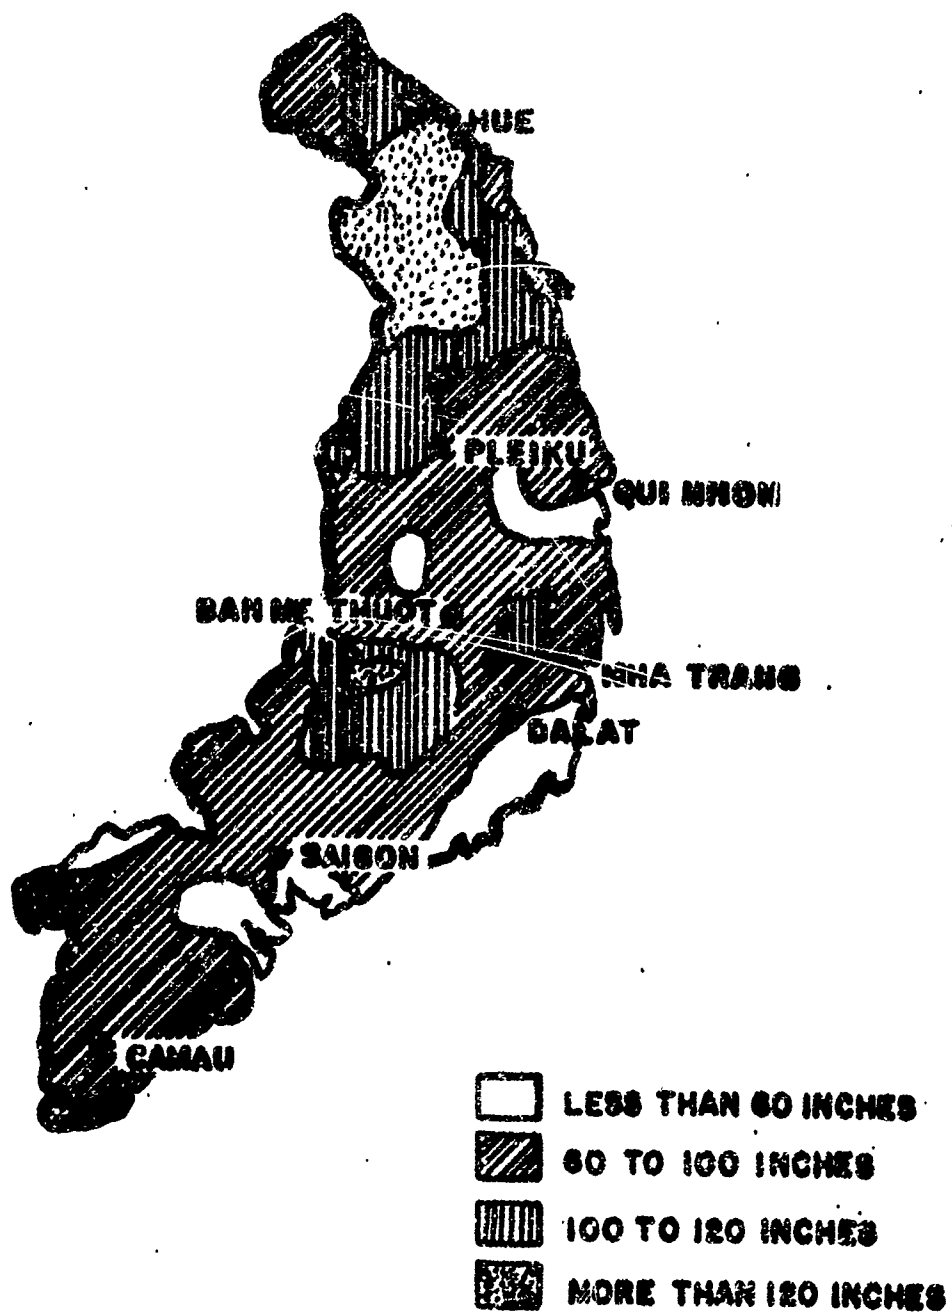 HUE
PLEIKU
QUI NHON
BAN ME THUOT
NHA TRANG
DALAT
SAIGON
CAMAU
LESS THAN 60 INCHES
60 TO 100 INCHES
100 TO 120 INCHES
MORE THAN 120 INCHES